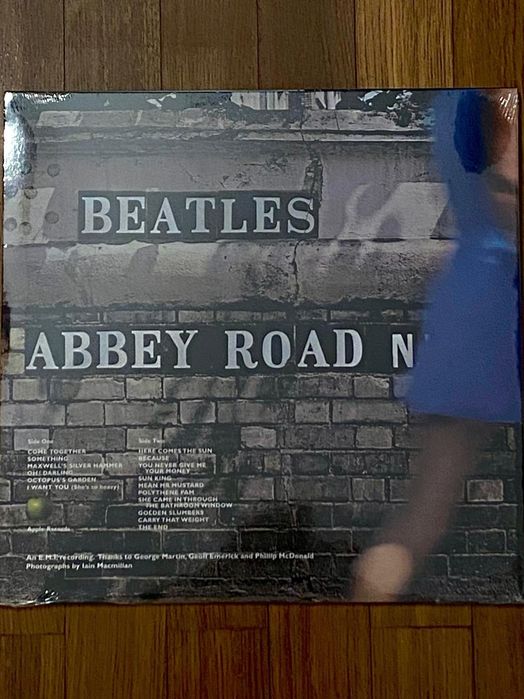 BEATLES
ABBEY ROAD N
Side One
COME TOGETHER
SOMETHING
MAXWELL'S SILVER HAMMER
OH! DARLING
OCTOPUS'S GARDEN
I WANT YOU (She's so heavy)
Side Two
HERE COMES THE SUN
BECAUSE
YOU NEVER GIVE ME
YOUR MONEY
SUN KING
MEAN MR MUSTARD
POLYTHENE PAM
SHE CAME IN THROUGH
THE BATHROOM WINDOW
GOLDEN SLUMBERS
CARRY THAT WEIGHT
THE END
Apple Records
An E.M.I. recording. Thanks to George Martin, Geoff Emerick and Phillip McDonald
Photographs by Iain Macmillan